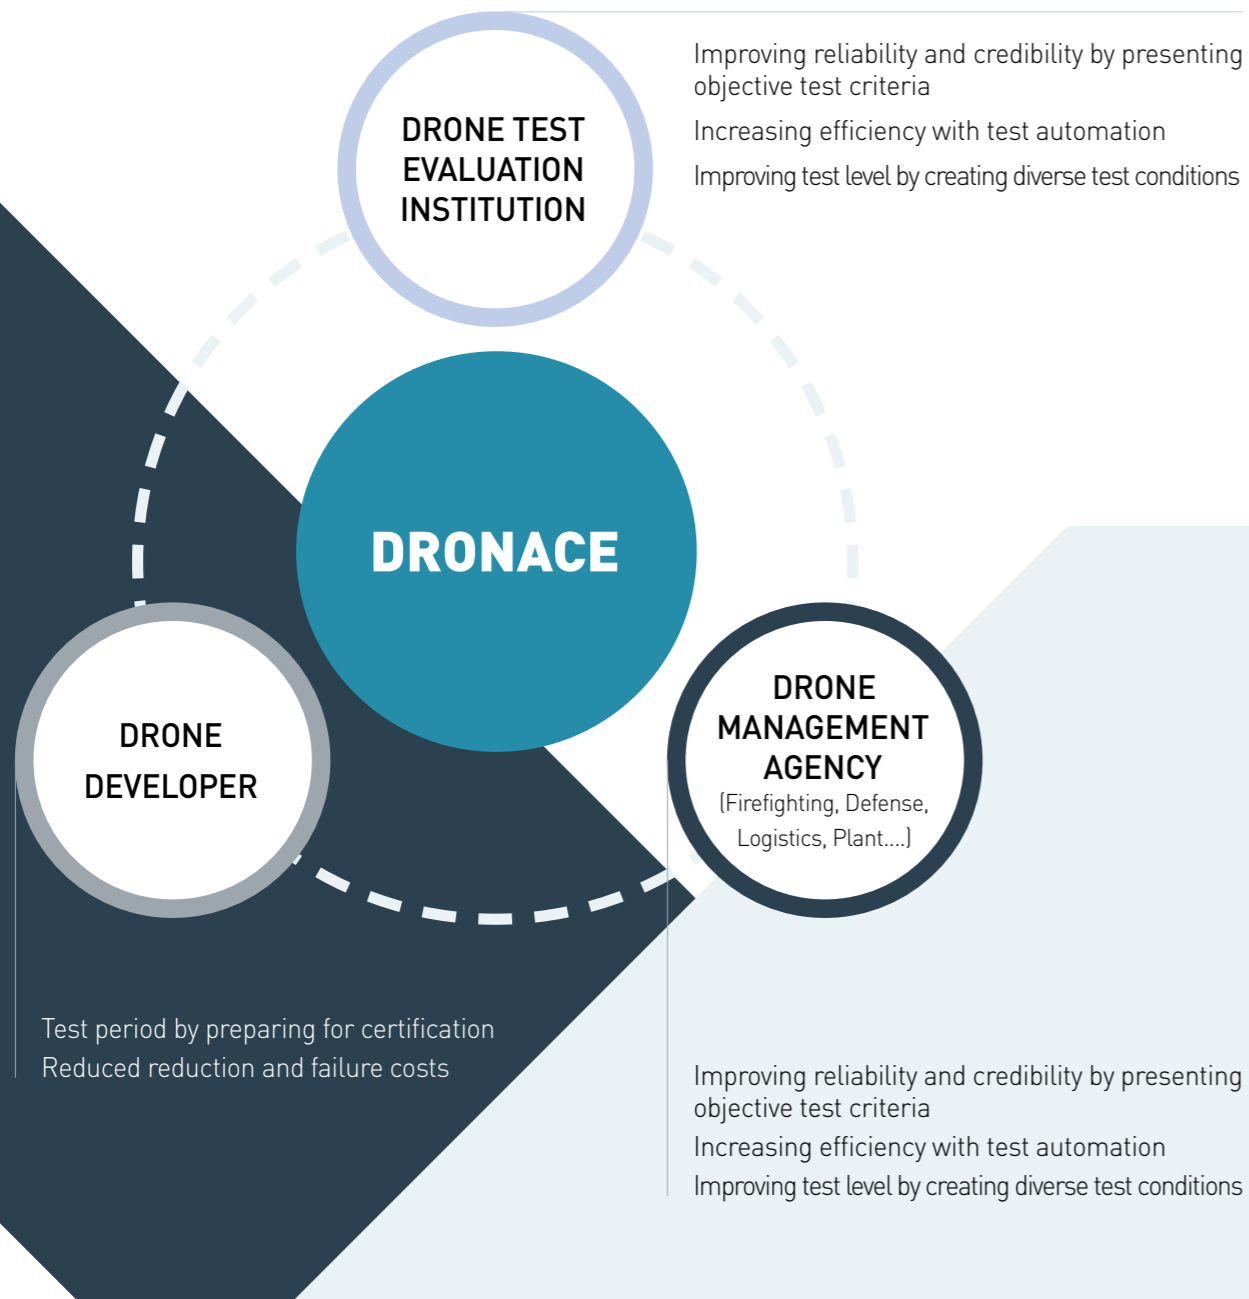 DRONE TEST
EVALUATION
INSTITUTION
Improving reliability and credibility by presenting
objective test criteria
Increasing efficiency with test automation
Improving test level by creating diverse test conditions
DRONACE
DRONE
DEVELOPER
Test period by preparing for certification
Reduced reduction and failure costs
DRONE
MANAGEMENT
AGENCY
(Firefighting, Defense,
Logistics, Plant....)
Improving reliability and credibility by presenting
objective test criteria
Increasing efficiency with test automation
Improving test level by creating diverse test conditions